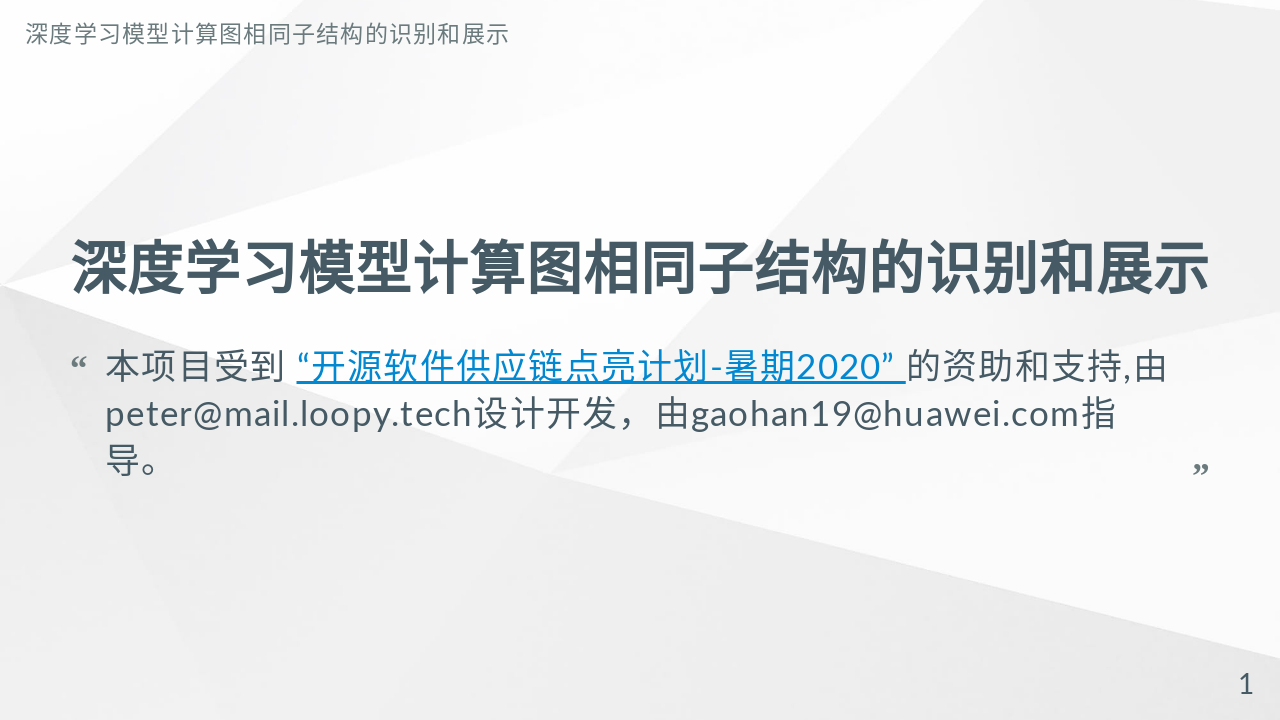 深度学习模型计算图相同子结构的识别和展示
深度学习模型计算图相同子结构的识别和展示
“ 本项目受到 “开源软件供应链点亮计划-暑期2020” 的资助和支持,由
peter@mail.loopy.tech设计开发，由gaohan19@huawei.com指
导。 ”
1